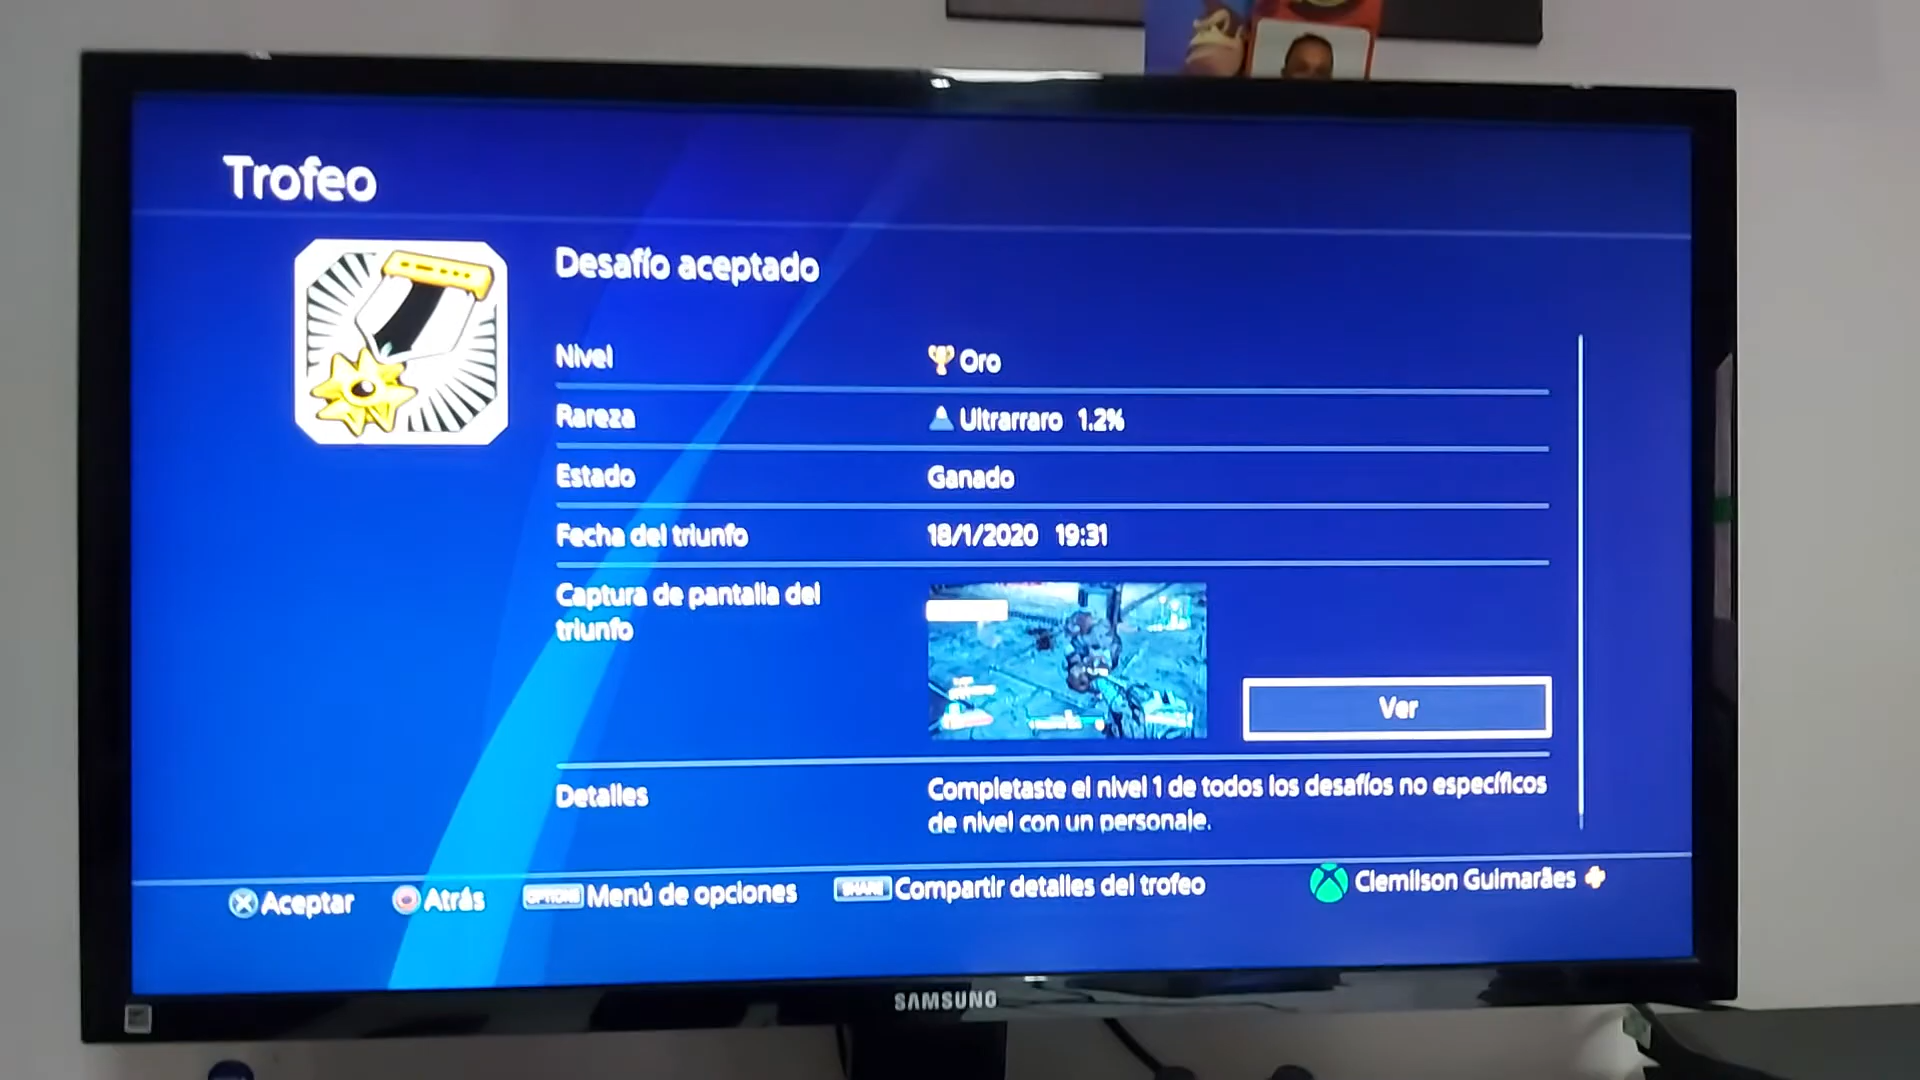 Trofeo
Desafío aceptado
Nivel
Oro
Rareza
Ultrarraro 1.2%
Estado
Ganado
Fecha del triunfo
18/1/2020 19:31
Captura de pantalla del
triunfo
Ver
Detalles
Completaste el nivel 1 de todos los desafíos no específicos
de nivel con un personaje.
Aceptar
Atrás
OPTIONS Menú de opciones
SHARE Compartir detalles del trofeo
Clemilson Guimarães
SAMSUNG